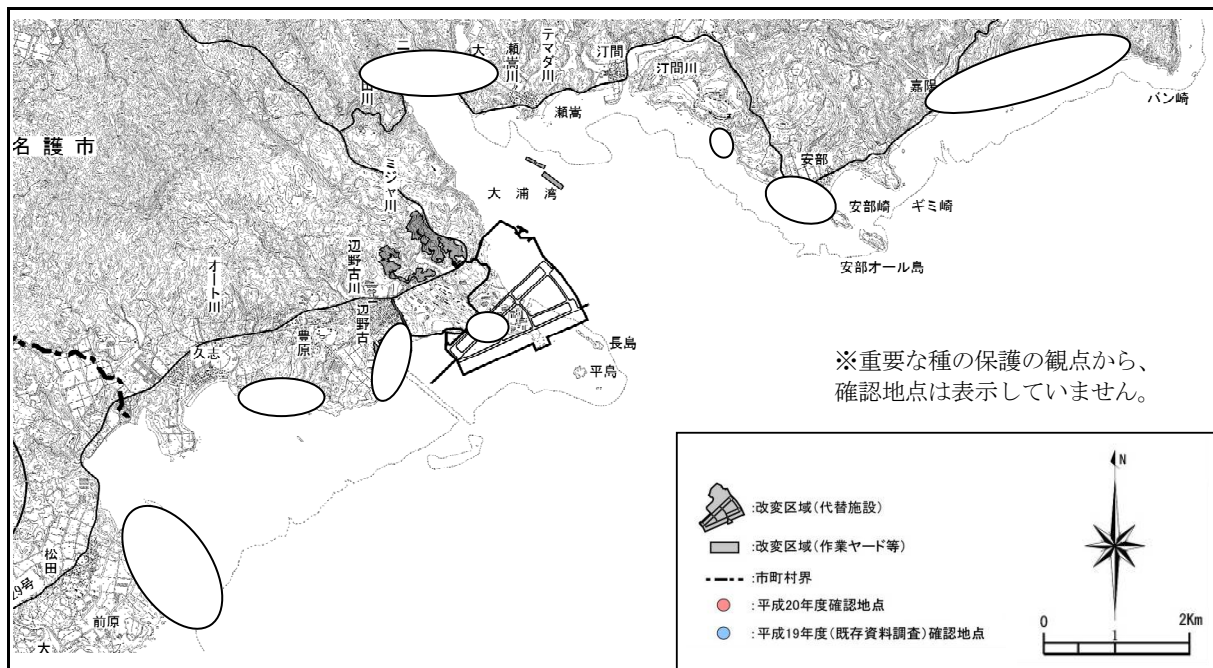 二
大
田川
瀬嵩川
テマダ川
汀間
汀間川
瀬嵩
嘉陽
バン崎
名護市
ミジャ川
大浦湾
安部
安部崎
ギミ崎
安部オール島
辺野古川
オート川
辺野古
豊原
久志
長島
平島
※重要な種の保護の観点から、
確認地点は表示していません。
松田
29号
前原
大
:改変区域(代替施設)
:改変区域(作業ヤード等)
:市町村界
:平成20年度確認地点
:平成19年度(既存資料調査)確認地点
N
0 1 2Km